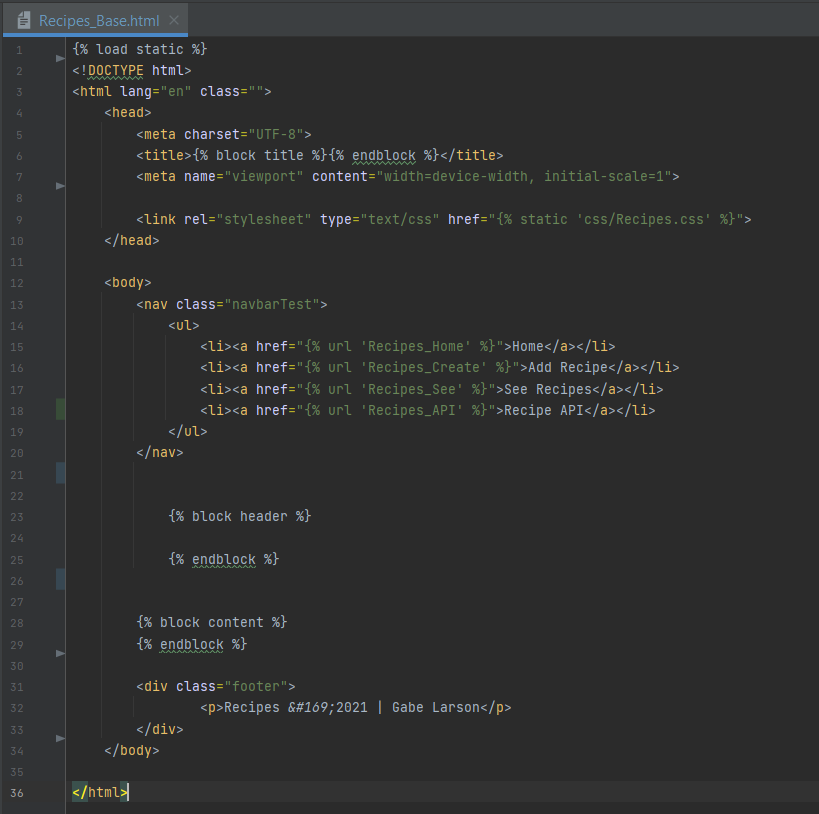 Recipes_Base.html
1 {% load static %}
2 <!DOCTYPE html>
3 <html lang="en" class="">
4 <head>
5 <meta charset="UTF-8">
6 <title>{% block title %}{% endblock %}</title>
7 <meta name="viewport" content="width=device-width, initial-scale=1">
8
9 <link rel="stylesheet" type="text/css" href="{% static 'css/Recipes.css' %}">
10 </head>
11
12 <body>
13 <nav class="navbarTest">
14 <ul>
15 <li><a href="{% url 'Recipes_Home' %}">Home</a></li>
16 <li><a href="{% url 'Recipes_Create' %}">Add Recipe</a></li>
17 <li><a href="{% url 'Recipes_See' %}">See Recipes</a></li>
18 <li><a href="{% url 'Recipes_API' %}">Recipe API</a></li>
19 </ul>
20 </nav>
21
22
23 {% block header %}
24
25 {% endblock %}
26
27
28 {% block content %}
29 {% endblock %}
30
31 <div class="footer">
32 <p>Recipes &#169;2021 | Gabe Larson</p>
33 </div>
34 </body>
35
36 </html>